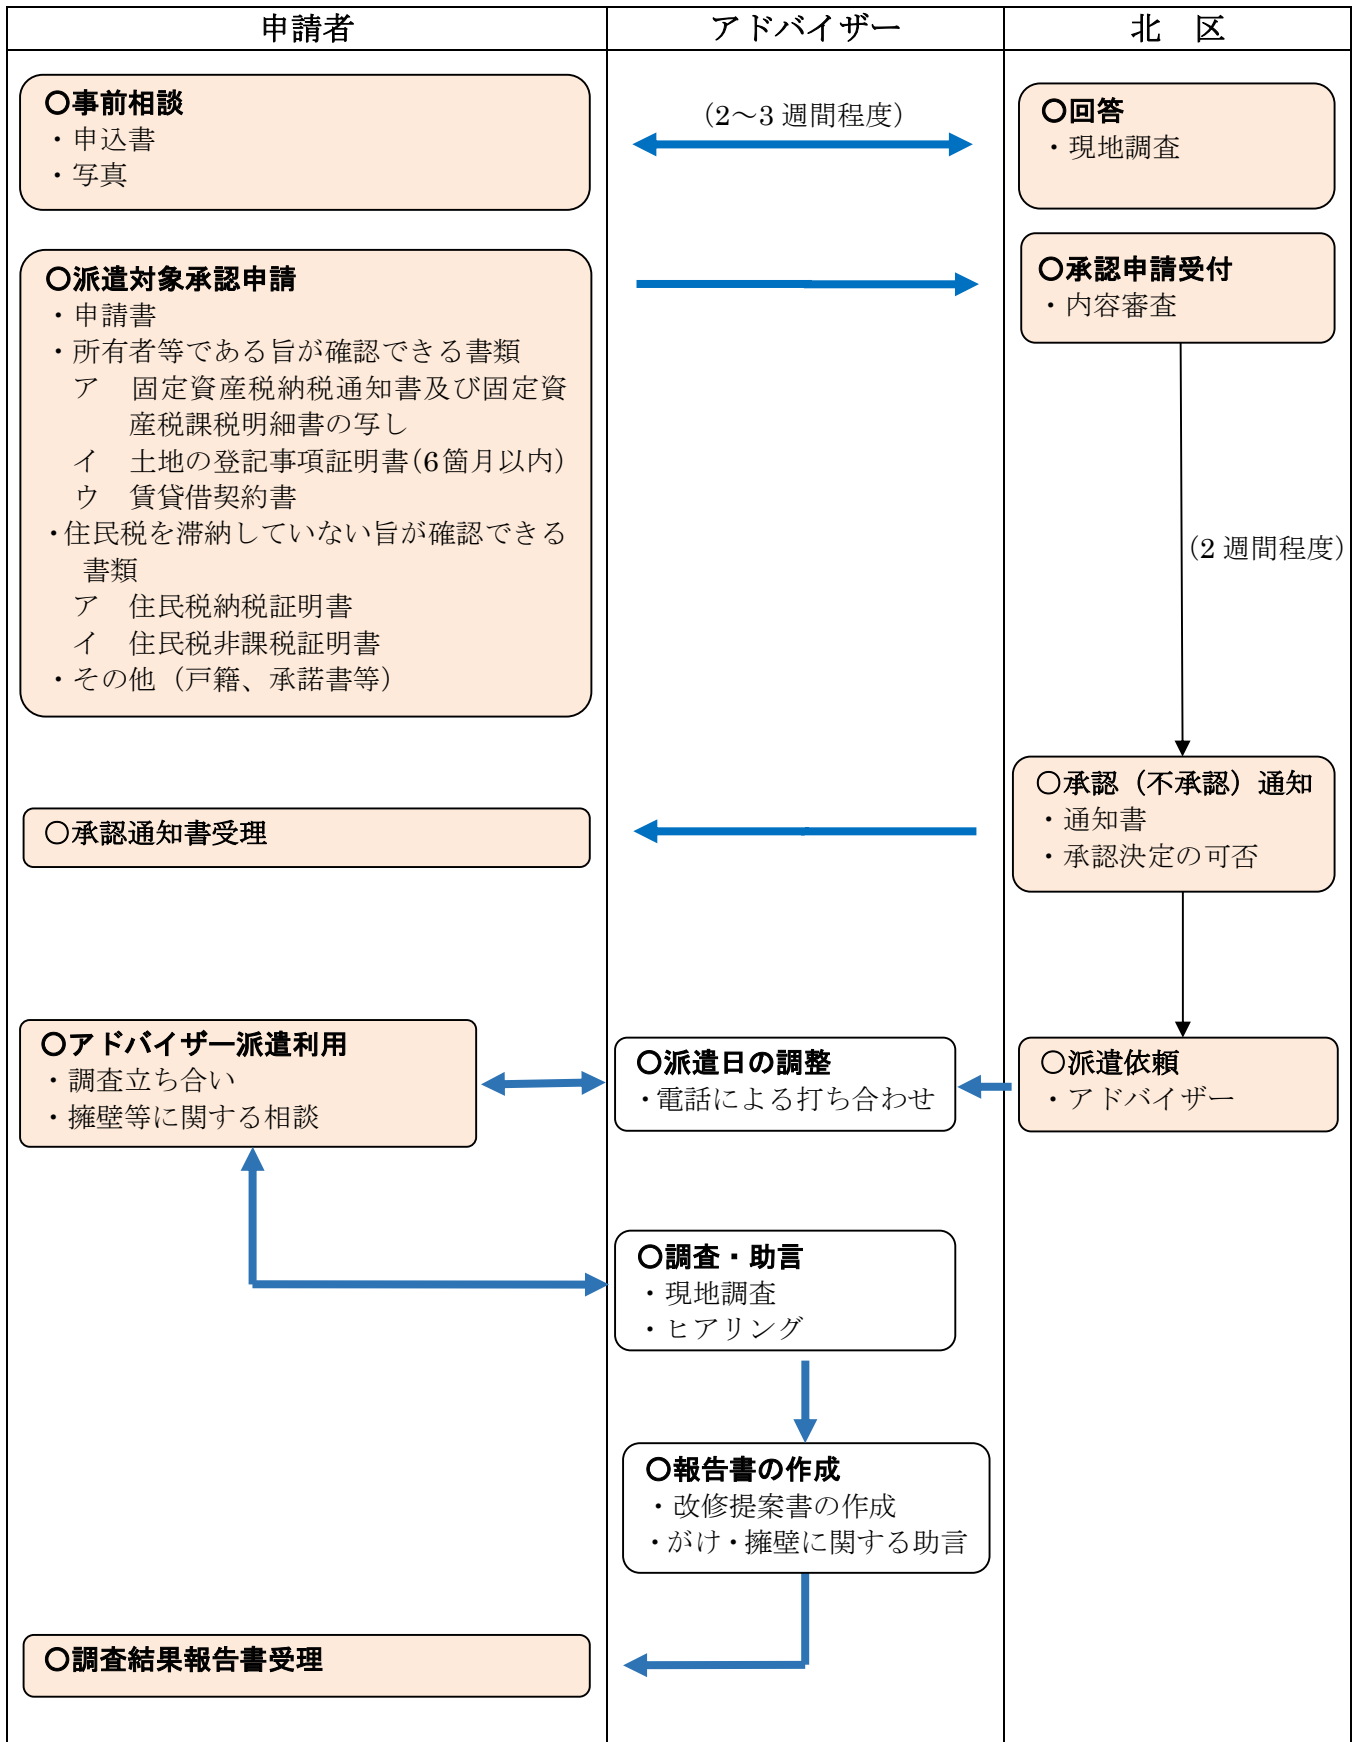 申請者
アドバイザー
北　区
〇事前相談
・申込書
・写真
（2～3 週間程度）
〇回答
・現地調査
〇派遣対象承認申請
・申請書
・所有者等である旨が確認できる書類
ア　固定資産税納税通知書及び固定資
産税課税明細書の写し
イ　土地の登記事項証明書（6箇月以内）
ウ　賃貸借契約書
・住民税を滞納していない旨が確認できる
書類
ア　住民税納税証明書
イ　住民税非課税証明書
・その他（戸籍、承諾書等）
〇承認申請受付
・内容審査
（2 週間程度）
〇承認（不承認）通知
・通知書
・承認決定の可否
〇承認通知書受理
〇アドバイザー派遣利用
・調査立ち合い
・擁壁等に関する相談
〇派遣日の調整
・電話による打ち合わせ
〇派遣依頼
・アドバイザー
〇調査・助言
・現地調査
・ヒアリング
〇報告書の作成
・改修提案書の作成
・がけ・擁壁に関する助言
〇調査結果報告書受理